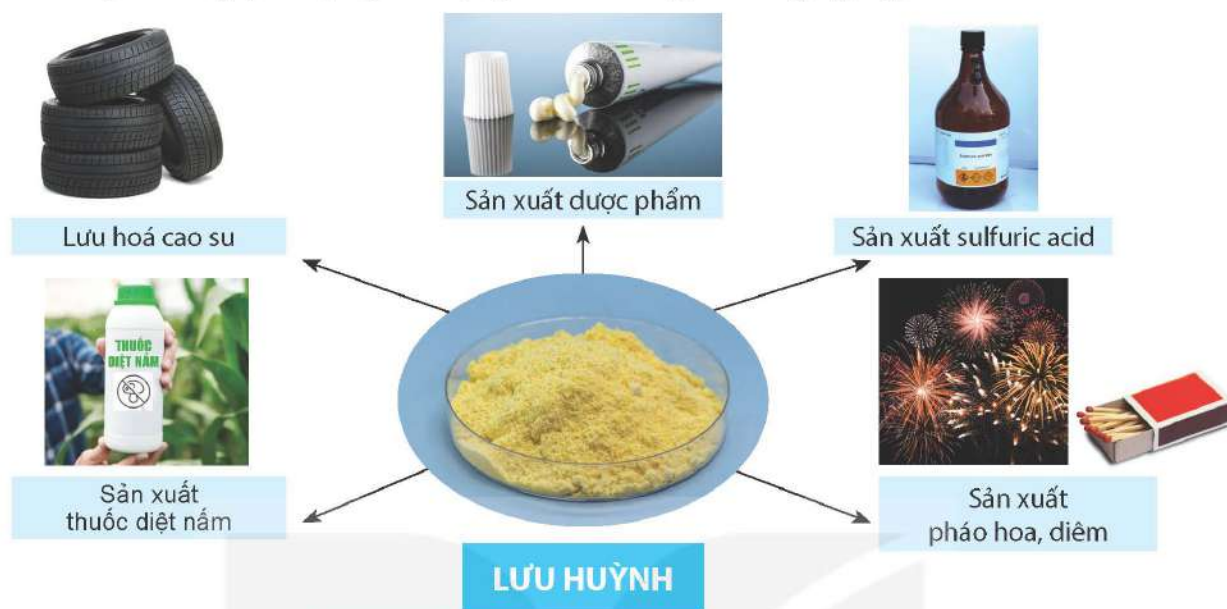 Sản xuất dược phẩm
Lưu hoá cao su
Sản xuất sulfuric acid
THUỐC
DIỆT NẤM
Sản xuất
thuốc diệt nấm
Sản xuất
pháo hoa, diêm
LƯU HUỲNH